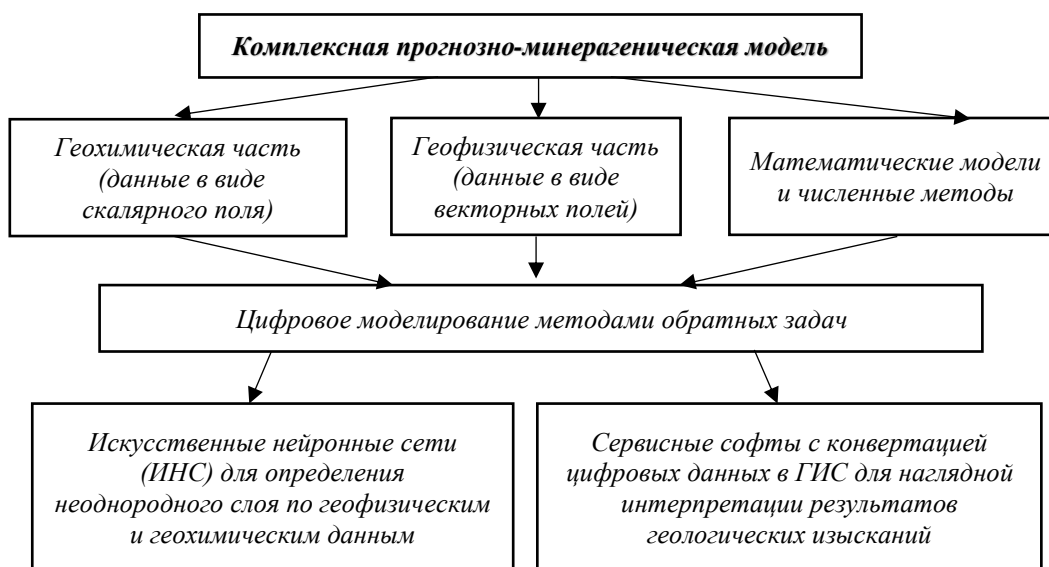 Комплексная прогнозно-минерагеническая модель
Геохимическая часть
(данные в виде
скалярного поля)
Геофизическая часть
(данные в виде
векторных полей)
Математические модели
и численные методы
Цифровое моделирование методами обратных задач
Искусственные нейронные сети
(ИНС) для определения
неоднородного слоя по геофизическим
и геохимическим данным
Сервисные софты с конвертацией
цифровых данных в ГИС для наглядной
интерпретации результатов
геологических изысканий